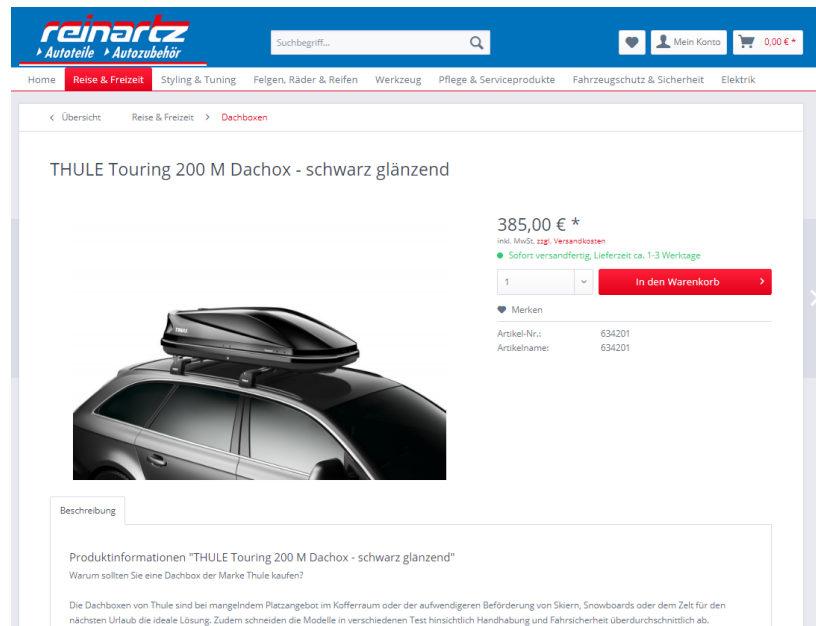 reinartz
Autoteile Autozubehör
Suchbegriff...
Mein Konto
0,00 € *
Home Reise & Freizeit Styling & Tuning Felgen, Räder & Reifen Werkzeug Pflege & Serviceprodukte Fahrzeugschutz & Sicherheit Elektrik
Übersicht Reise & Freizeit Dachboxen
THULE Touring 200 M Dachox - schwarz glänzend
385,00 € *
inkl. MwSt. zzgl. Versandkosten
Sofort versandfertig, Lieferzeit ca. 1-3 Werktage
1 In den Warenkorb
Merken
Artikel-Nr.: 634201
Artikelname: 634201
THULE
Beschreibung
Produktinformationen "THULE Touring 200 M Dachox - schwarz glänzend"
Warum sollten Sie eine Dachbox der Marke Thule kaufen?
Die Dachboxen von Thule sind bei mangelndem Platzangebot im Kofferraum oder der aufwendigeren Beförderung von Skiern, Snowboards oder dem Zelt für den
nächsten Urlaub die ideale Lösung. Zudem schneiden die Modelle in verschiedenen Test hinsichtlich Handhabung und Fahrsicherheit überdurchschnittlich ab.